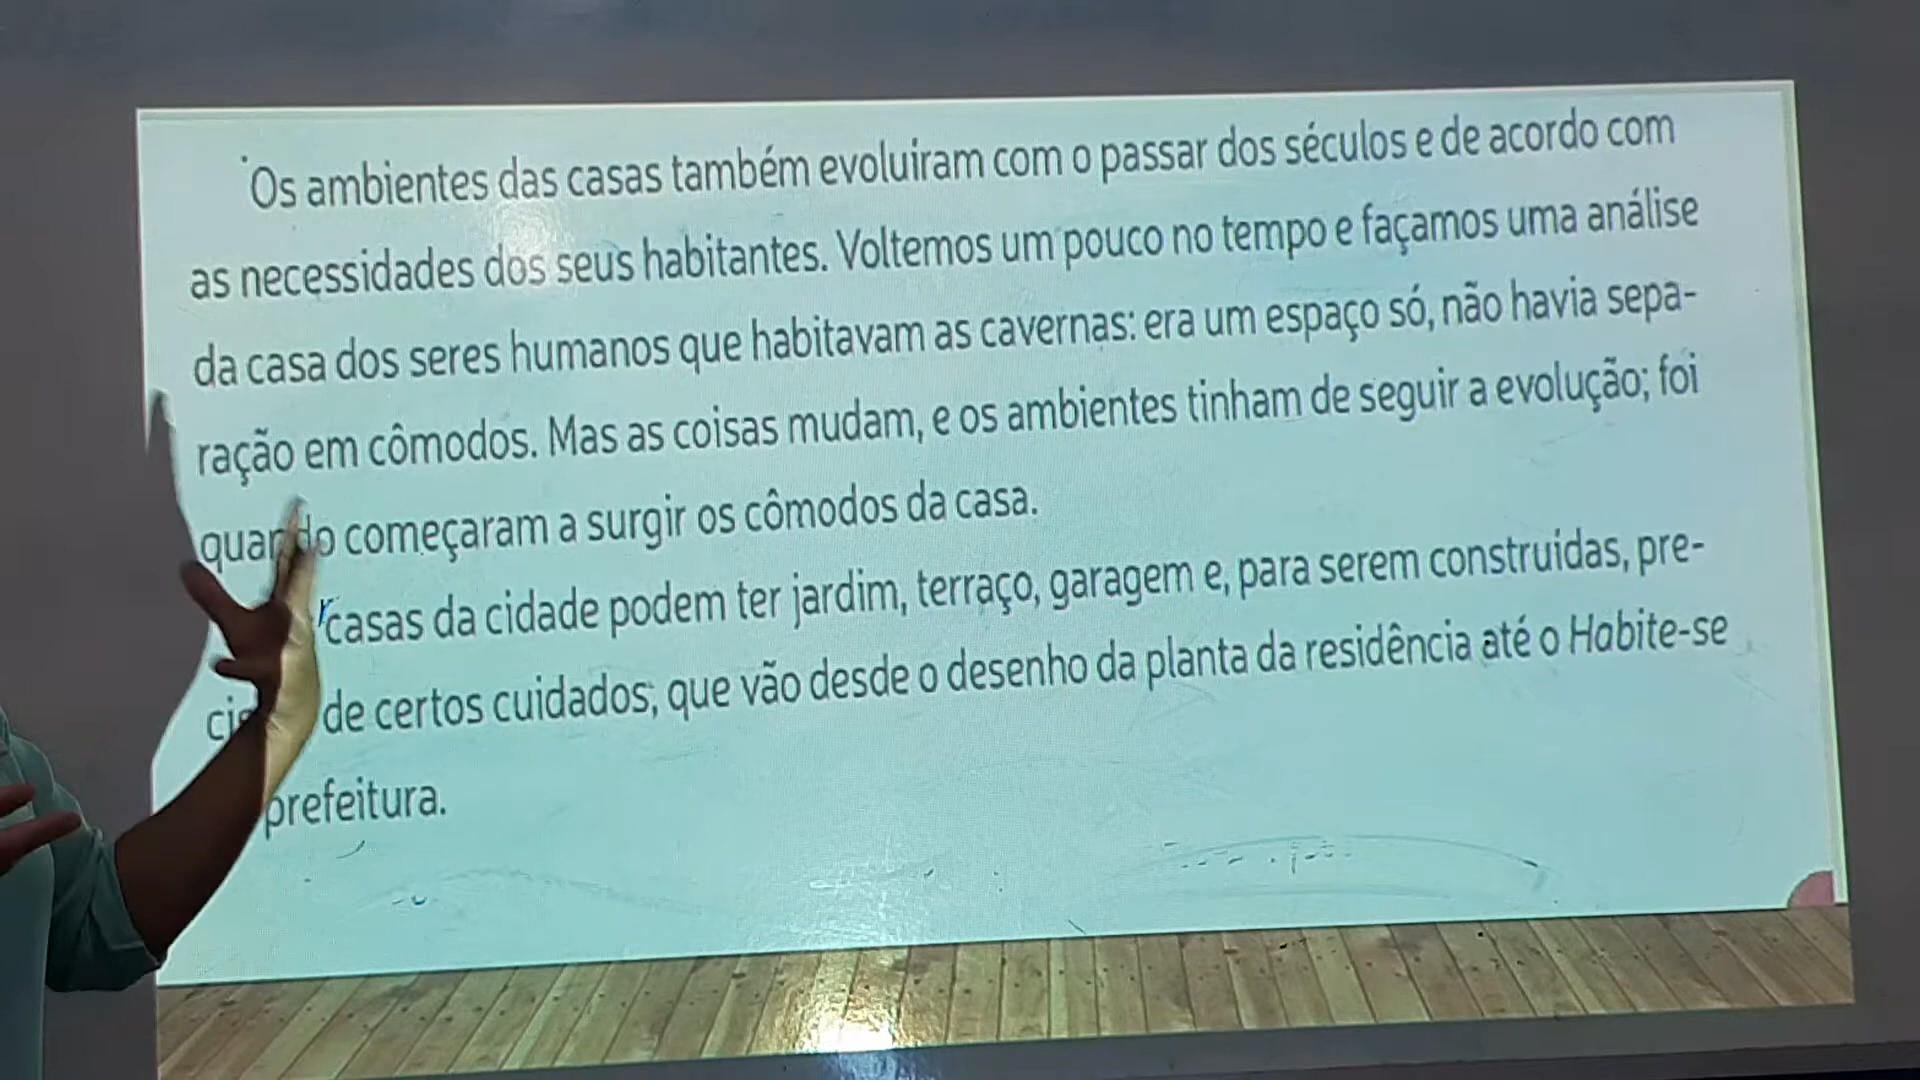 Os ambientes das casas também evoluiram com o passar dos séculos e de acordo com
as necessidades dos seus habitantes. Voltemos um pouco no tempo e façamos uma análise
da casa dos seres humanos que habitavam as cavernas: era um espaço só, não havia sepa-
ração em cômodos. Mas as coisas mudam, e os ambientes tinham de seguir a evolução; foi
quando começaram a surgir os cômodos da casa.
casas da cidade podem ter jardim, terraço, garagem e, para serem construidas, pre-
de certos cuidados, que vão desde o desenho da planta da residência até o Habite-se
prefeitura.